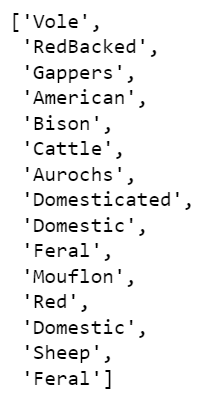 ['Vole',
'RedBacked',
'Gappers',
'American',
'Bison',
'Cattle',
'Aurochs',
'Domesticated',
'Domestic',
'Feral',
'Mouflon',
'Red',
'Domestic',
'Sheep',
'Feral']